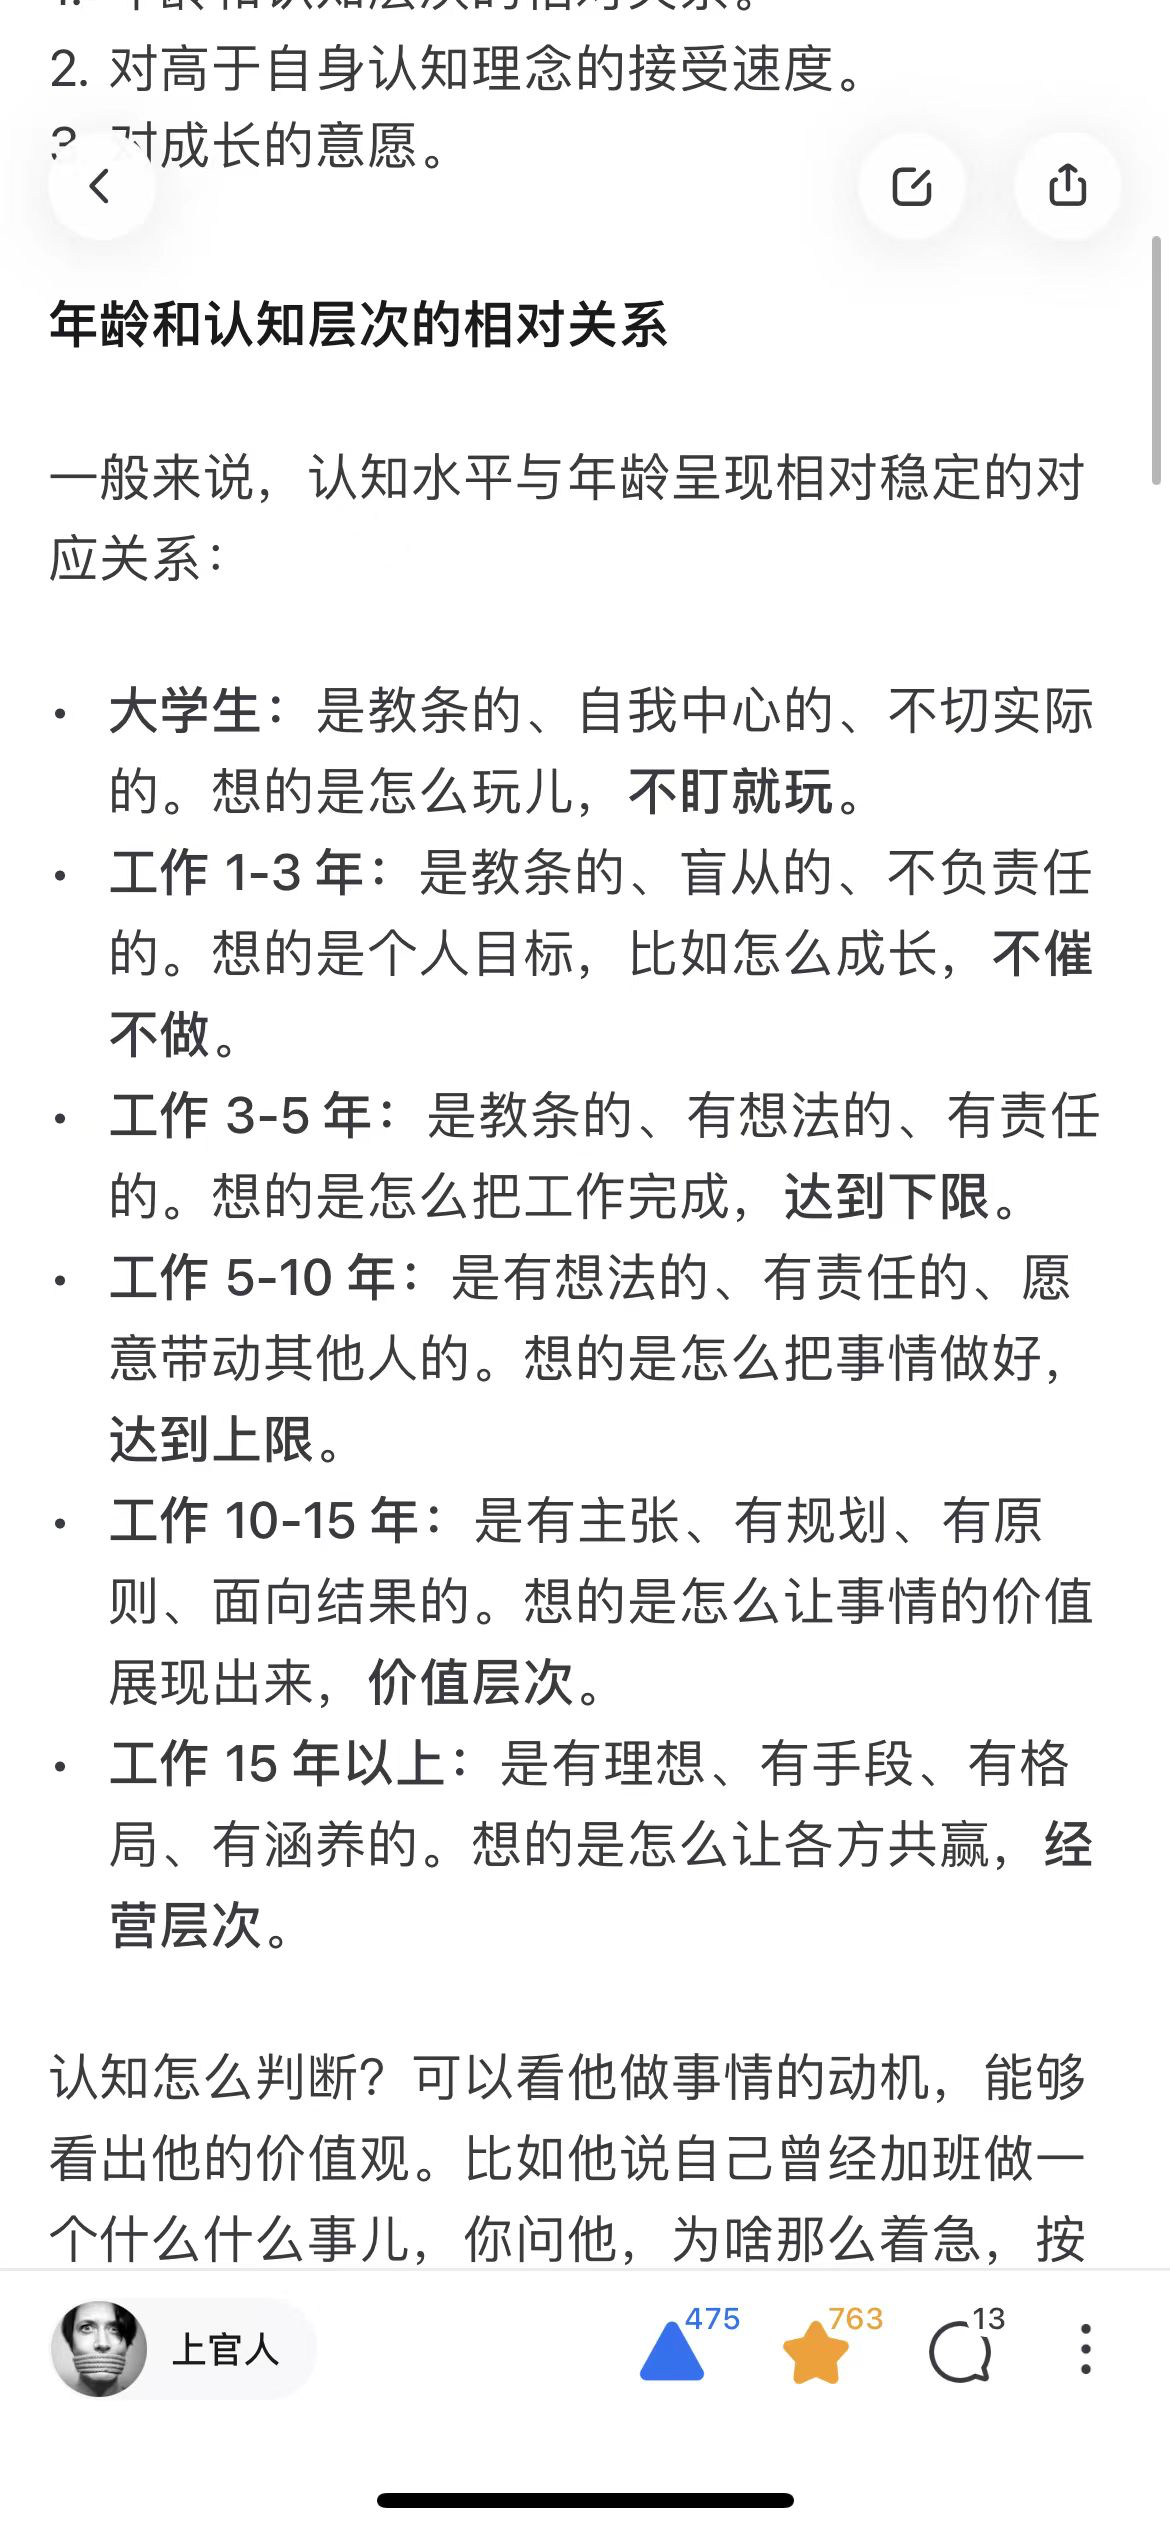 年龄和认知层次的相对关系。
2. 对高于自身认知理念的接受速度。
3. 对成长的意愿。
年龄和认知层次的相对关系
一般来说，认知水平与年龄呈现相对稳定的对
应关系：
• 大学生：是教条的、自我中心的、不切实际
的。想的是怎么玩儿，不盯就玩。
• 工作 1-3 年：是教条的、盲从的、不负责任
的。想的是个人目标，比如怎么成长，不催
不做。
• 工作 3-5 年：是教条的、有想法的、有责任
的。想的是怎么把工作完成，达到下限。
• 工作 5-10 年：是有想法的、有责任的、愿
意带动其他人的。想的是怎么把事情做好，
达到上限。
• 工作 10-15 年：是有主张、有规划、有原
则、面向结果的。想的是怎么让事情的价值
展现出来，价值层次。
• 工作 15 年以上：是有理想、有手段、有格
局、有涵养的。想的是怎么让各方共赢，经
营层次。
认知怎么判断？可以看他做事情的动机，能够
看出他的价值观。比如他说自己曾经加班做一
个什么什么事儿，你问他，为啥那么着急，按
上官人
475
763
13